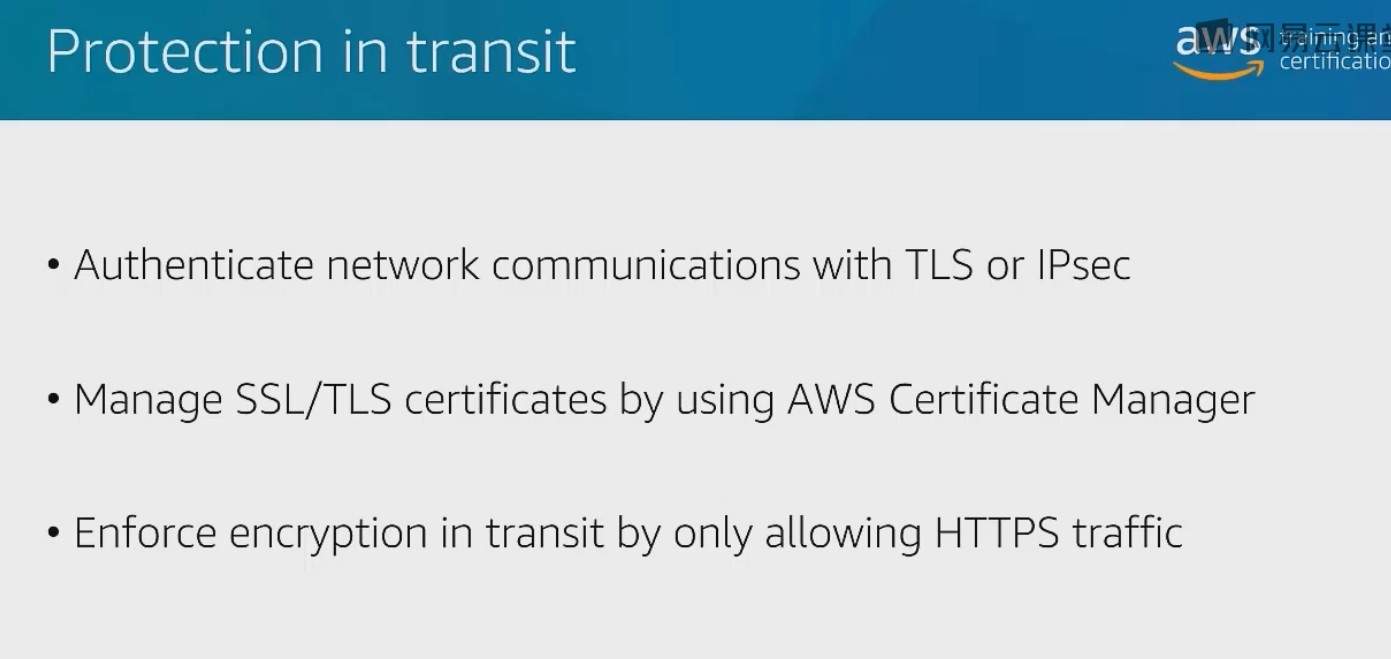 Protection in transit
aws
training an
certificatio
网易云课堂
• Authenticate network communications with TLS or IPsec
• Manage SSL/TLS certificates by using AWS Certificate Manager
• Enforce encryption in transit by only allowing HTTPS traffic